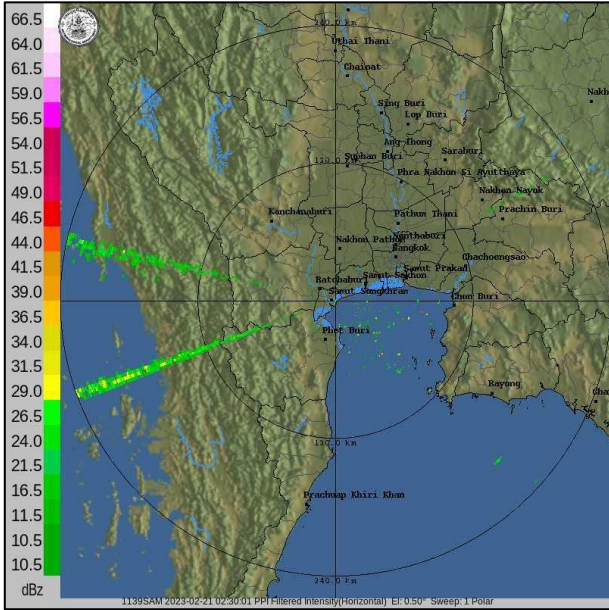 66.5
64.0
61.5
59.0
56.5
54.0
51.5
49.0
46.5
44.0
41.5
39.0
36.5
34.0
31.5
29.0
26.5
24.0
21.5
16.5
11.5
10.5
10.5
dBz
240.0 km
Uthai Thani
Chainat
Nakh
Sing Buri
Lop Buri
Ang Thong
Saraburi
120.0 km
Suphan Buri
Phra Nakhon Si Ayutthaya
Nakhon Nayok
Prachin Buri
Kanchanaburi
Pathum Thani
Nonthaburi
Nakhon Pathom
Bangkok
Chachoengsao
Samut Prakan
Samut Sakhon
Ratchaburi
Samut Songkhram
Chon Buri
Phet Buri
Rayong
Cha
120.0 km
Prachuap Khiri Khan
240.0 km
1139SAM 2023-02-21 02:30:01 PPI Filtered Intensity(Horizontal) El: 0.50° Sweep: 1 Polar